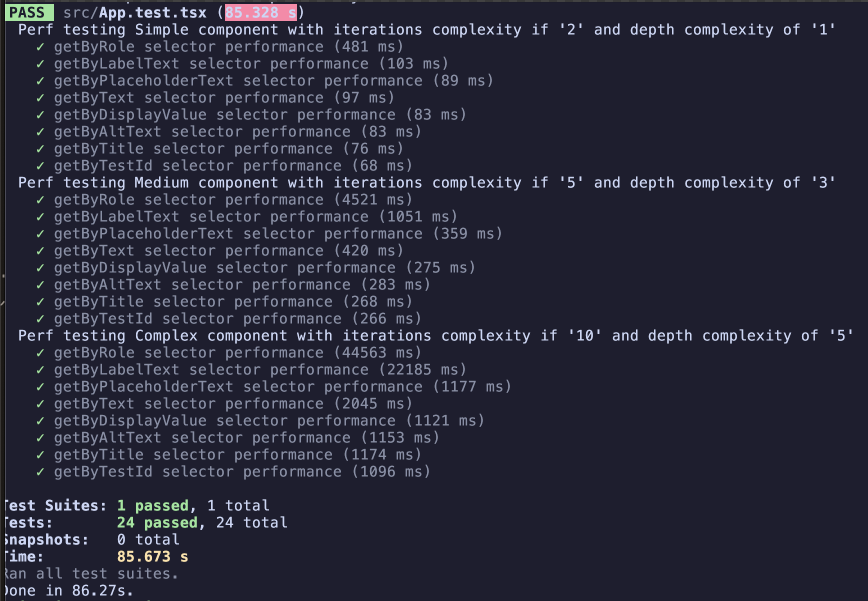 PASS src/App.test.tsx (85.328 s)
Perf testing Simple component with iterations complexity if '2' and depth complexity of '1'
✓ getByRole selector performance (481 ms)
✓ getByLabelText selector performance (103 ms)
✓ getByPlaceholderText selector performance (89 ms)
✓ getByText selector performance (97 ms)
✓ getByDisplayValue selector performance (83 ms)
✓ getByAltText selector performance (83 ms)
✓ getByTitle selector performance (76 ms)
✓ getByTestId selector performance (68 ms)
Perf testing Medium component with iterations complexity if '5' and depth complexity of '3'
✓ getByRole selector performance (4521 ms)
✓ getByLabelText selector performance (1051 ms)
✓ getByPlaceholderText selector performance (359 ms)
✓ getByText selector performance (420 ms)
✓ getByDisplayValue selector performance (275 ms)
✓ getByAltText selector performance (283 ms)
✓ getByTitle selector performance (268 ms)
✓ getByTestId selector performance (266 ms)
Perf testing Complex component with iterations complexity if '10' and depth complexity of '5'
✓ getByRole selector performance (44563 ms)
✓ getByLabelText selector performance (22185 ms)
✓ getByPlaceholderText selector performance (1177 ms)
✓ getByText selector performance (2045 ms)
✓ getByDisplayValue selector performance (1121 ms)
✓ getByAltText selector performance (1153 ms)
✓ getByTitle selector performance (1174 ms)
✓ getByTestId selector performance (1096 ms)
Test Suites: 1 passed, 1 total
Tests: 24 passed, 24 total
Snapshots: 0 total
Time: 85.673 s
Ran all test suites.
Done in 86.27s.